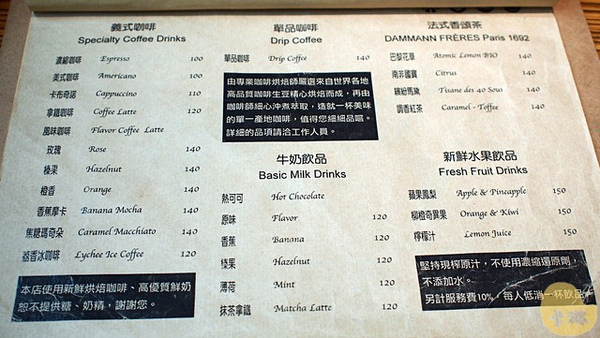 義式咖啡
Specialty Coffee Drinks
濃縮咖啡 Espresso 100
美式咖啡 Americano 100
卡布奇諾 Cappuccino 110
拿鐵咖啡 Coffee Latte 120
風味咖啡 Flavor Coffee Latte
玫瑰 Rose 140
榛果 Hazelnut 140
橙香 Orange 140
香蕉摩卡 Banana Mocha 140
焦糖瑪奇朵 Caramel Macchiato 140
荔香冰咖啡 Lychee Ice Coffee 120
本店使用新鮮烘焙咖啡、高優質鮮奶
恕不提供糖、奶精,謝謝您。
單品咖啡
Drip Coffee
單品咖啡 Drip Coffee 140
由專業咖啡烘焙師嚴選來自世界各地
高品質咖啡生豆精心烘焙而成,再由
咖啡師細心沖煮萃取,造就一杯美味
的單一產地咖啡,值得您細細品嚐。
詳細的品項請洽工作人員。
牛奶飲品
Basic Milk Drinks
熱可可 Hot Chocolate
原味 Flavor 120
香蕉 Banana 120
榛果 Hazelnut 120
薄荷 Mint 120
抹茶拿鐵 Matcha Latte 120
法式香頌茶
DAMMANN FRÈRES Paris 1692
巴黎花草 Atomic Lemon BIO 140
南非國寶 Citrus 140
繽紛馬黛 Tisane des 40 Sous 140
調香紅茶 Caramel - Toffee 140
新鮮水果飲品
Fresh Fruit Drinks
蘋果鳳梨 Apple & Pineapple 150
柳橙奇異果 Orange & Kiwi 150
檸檬汁 Lemon Juice 150
堅持現榨原汁,不使用濃縮還原劑,
不添加水。
另計服務費10%,每人低消一杯飲品